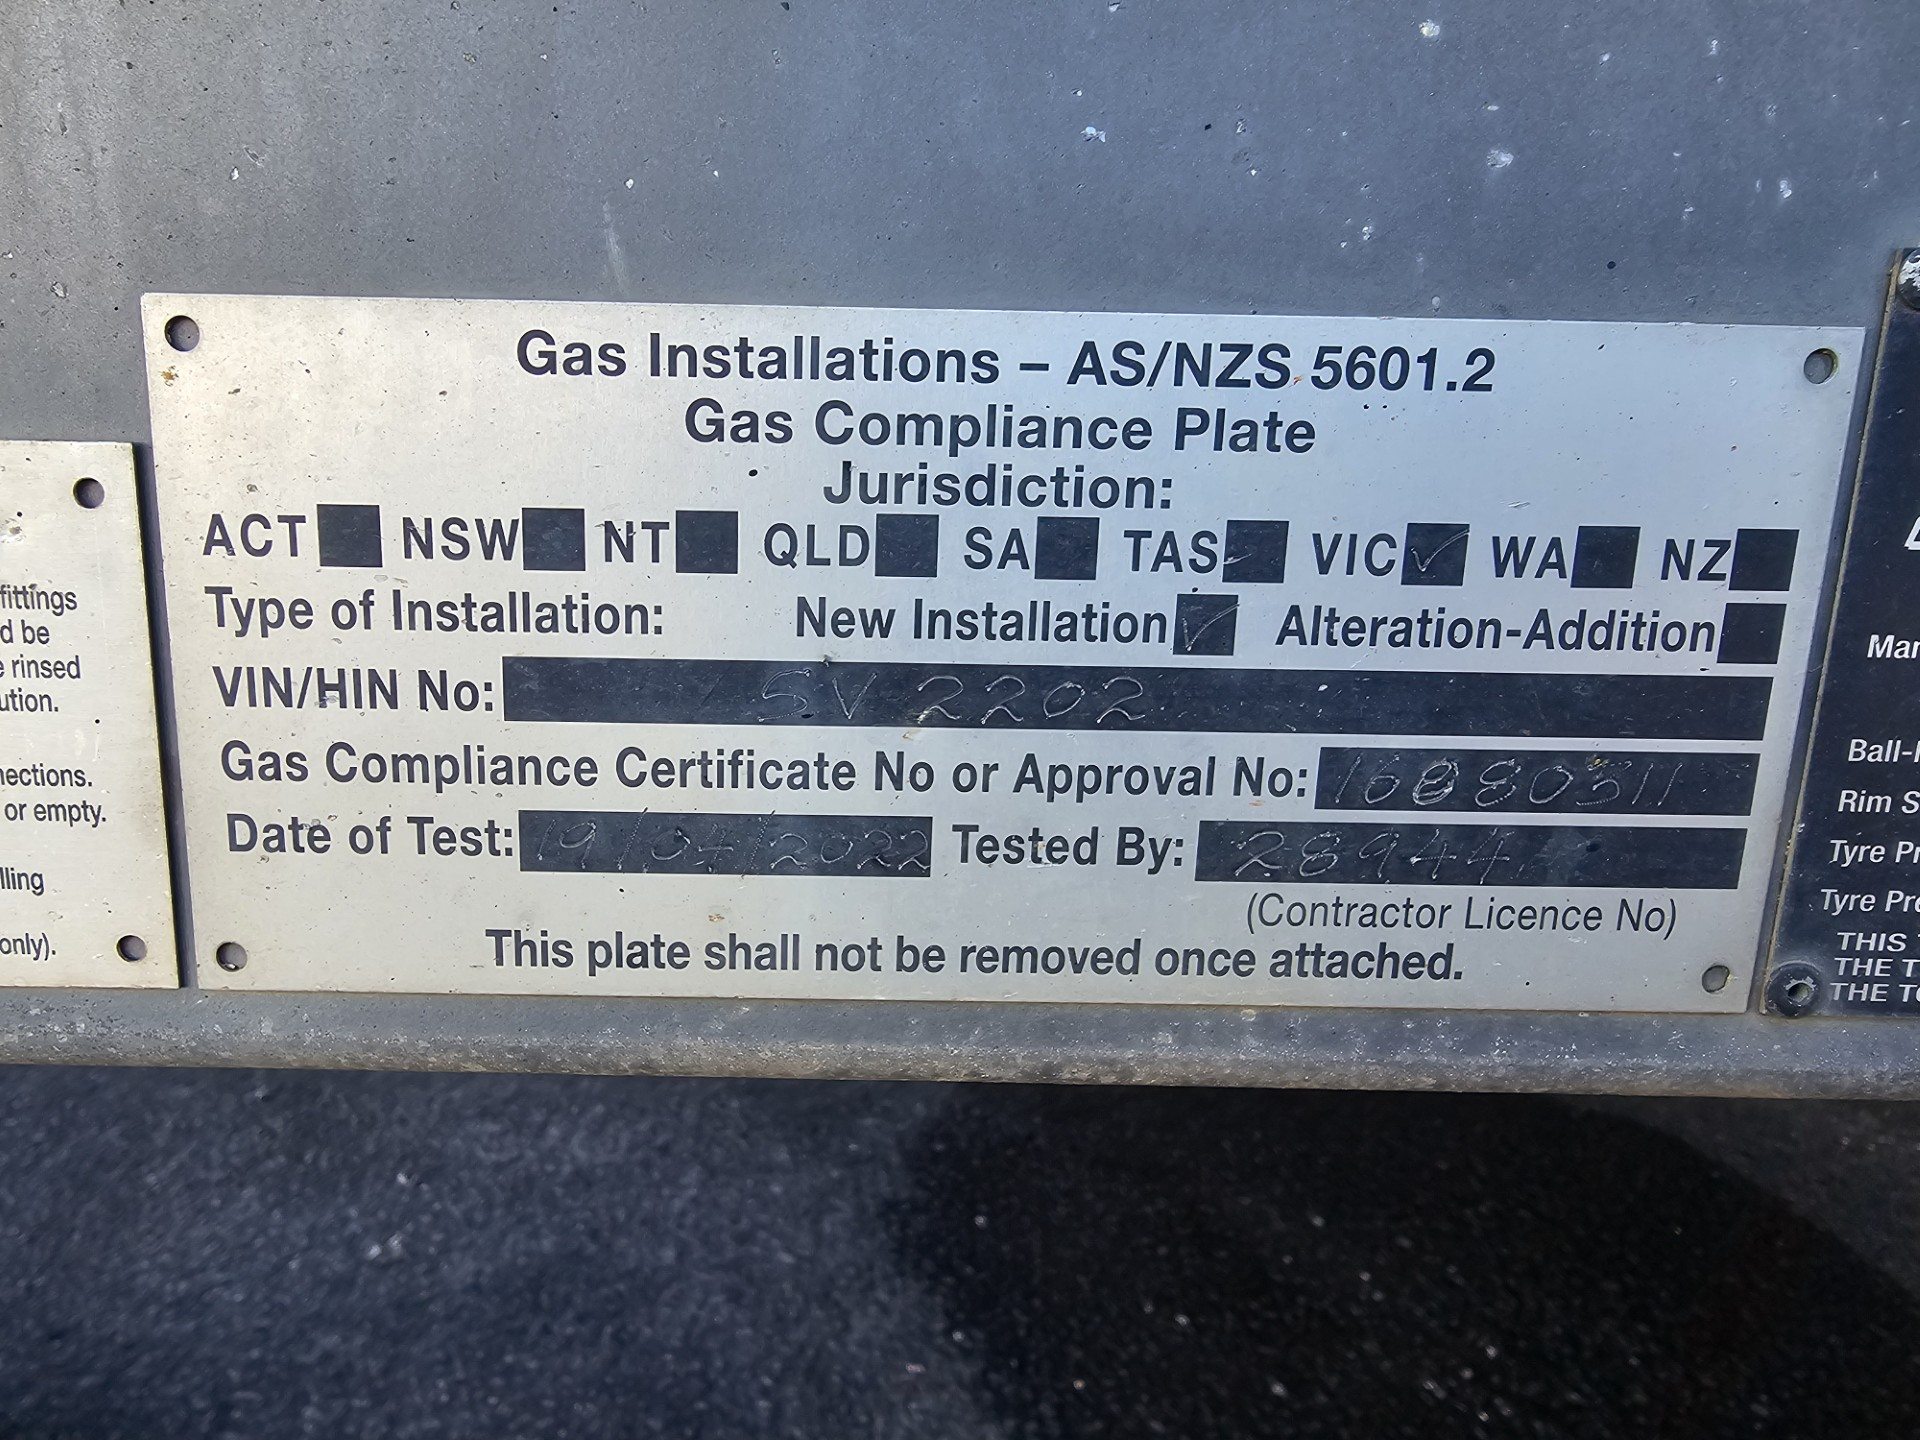 Gas Installations – AS/NZS 5601.2
Gas Compliance Plate
Jurisdiction:
ACT NSW NT QLD SA TAS VIC ✓ WA NZ
Type of Installation: New Installation ✓ Alteration-Addition
VIN/HIN No: SV 2202
Gas Compliance Certificate No or Approval No:
Date of Test: 19/04/2022 Tested By: 28944
(Contractor Licence No)
This plate shall not be removed once attached.
fittings
d be
rinsed
ution.
nections.
or empty.
lling
only).
Man
Ball-
Rim S
Tyre Pr
Tyre Pre
THIS
THE T
THE TO